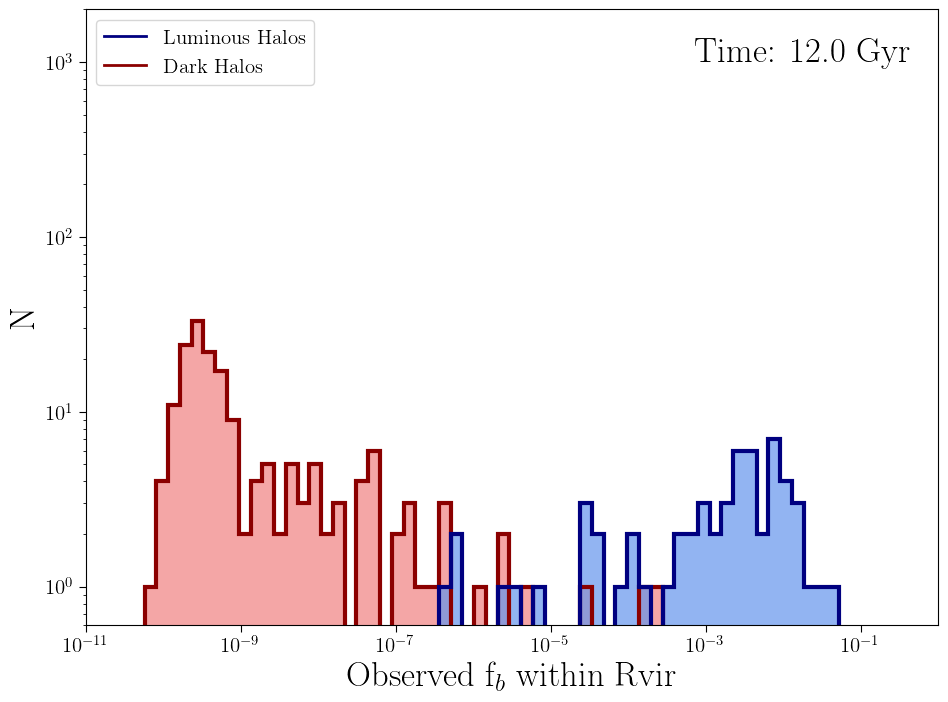 Luminous Halos
Dark Halos
Time: 12.0 Gyr
N
10³
10²
10¹
10⁰
10⁻¹¹
10⁻⁹
10⁻⁷
10⁻⁵
10⁻³
10⁻¹
Observed f_b within Rvir